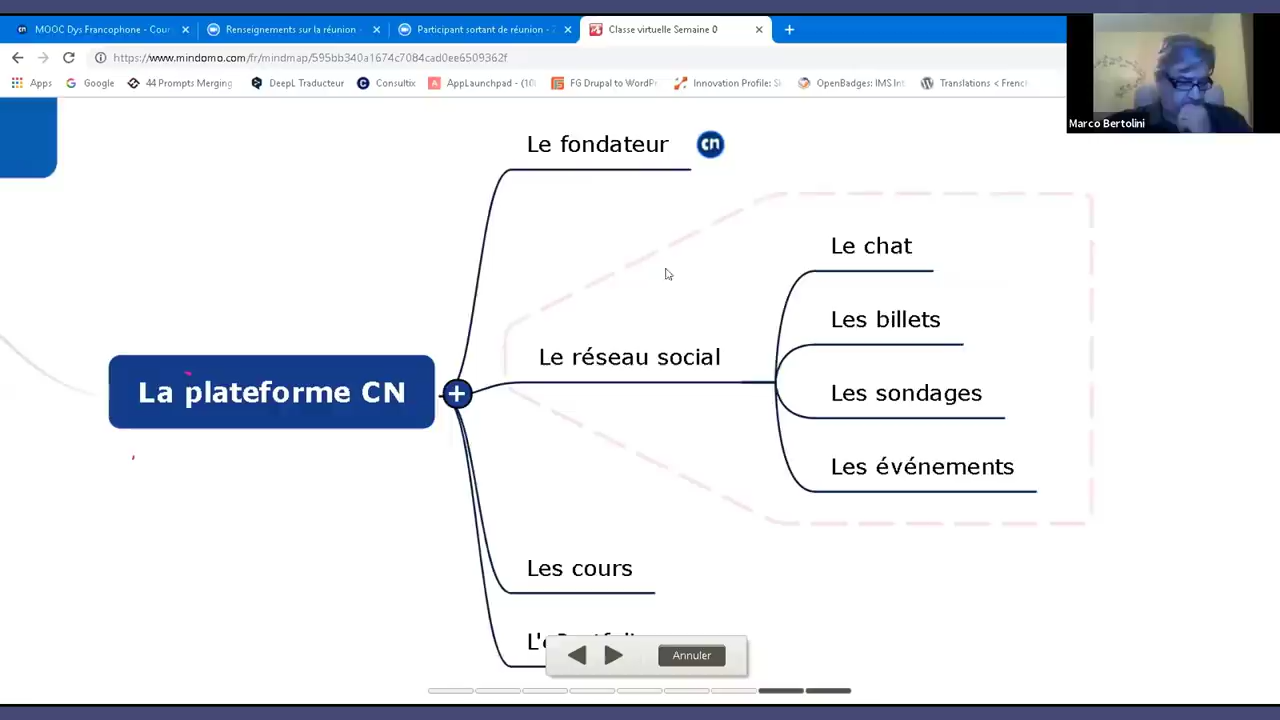 MOOC Dys Francophone - Cour
Renseignements sur la réunion
Participant sortant de réunion - Z
Classe virtuelle Semaine 0
https://www.mindomo.com/fr/mindmap/595bb340a1674c7084cad0ee6509362f
Apps
Google
44 Prompts Merging
DeepL Traducteur
Consultix
AppLaunchpad - (10
FG Drupal to WordPr
Innovation Profile: Si
OpenBadges: IMS Int
Translations < Frenc
Marco Bertolini
Le fondateur
cn
Le chat
Les billets
Le réseau social
La plateforme CN
Les sondages
Les événements
Les cours
Annuler